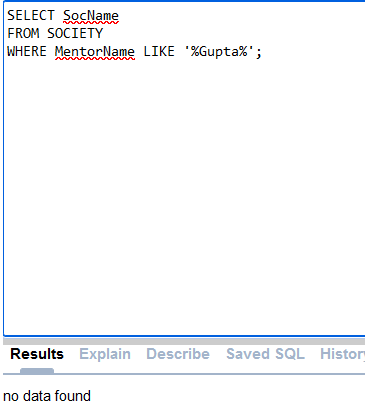 SELECT SocName
FROM SOCIETY
WHERE MentorName LIKE '%Gupta%';
Results Explain Describe Saved SQL History
no data found